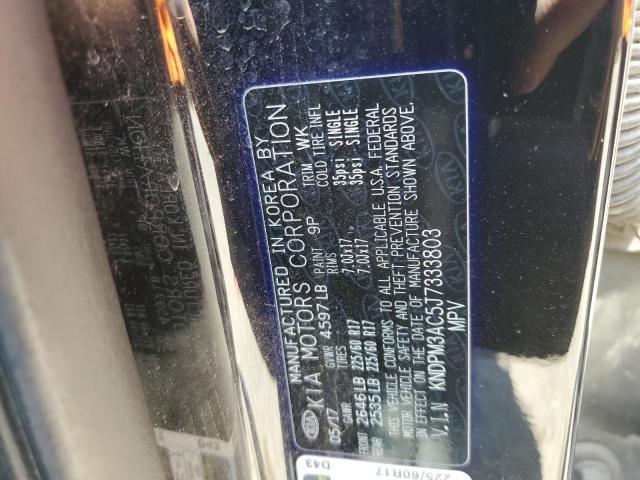 MANUFACTURED IN KOREA BY
KIA KIA MOTORS CORPORATION
05/17 GVWR 4597LB PAINT 9P TRIM WK
GAWR TIRES RIMS COLD TIRE INFL
FRONT 2646LB 225/60 R17 7.0Jx17 35psi SINGLE
REAR 2535LB 225/60 R17 7.0Jx17 35psi SINGLE
THIS VEHICLE CONFORMS TO ALL APPLICABLE U.S.A. FEDERAL
MOTOR VEHICLE SAFETY AND THEFT PREVENTION STANDARDS
IN EFFECT ON THE DATE OF MANUFACTURE SHOWN ABOVE.
V.I.N KNDPM3AC5J7333803
MPV
D43
225/60R17